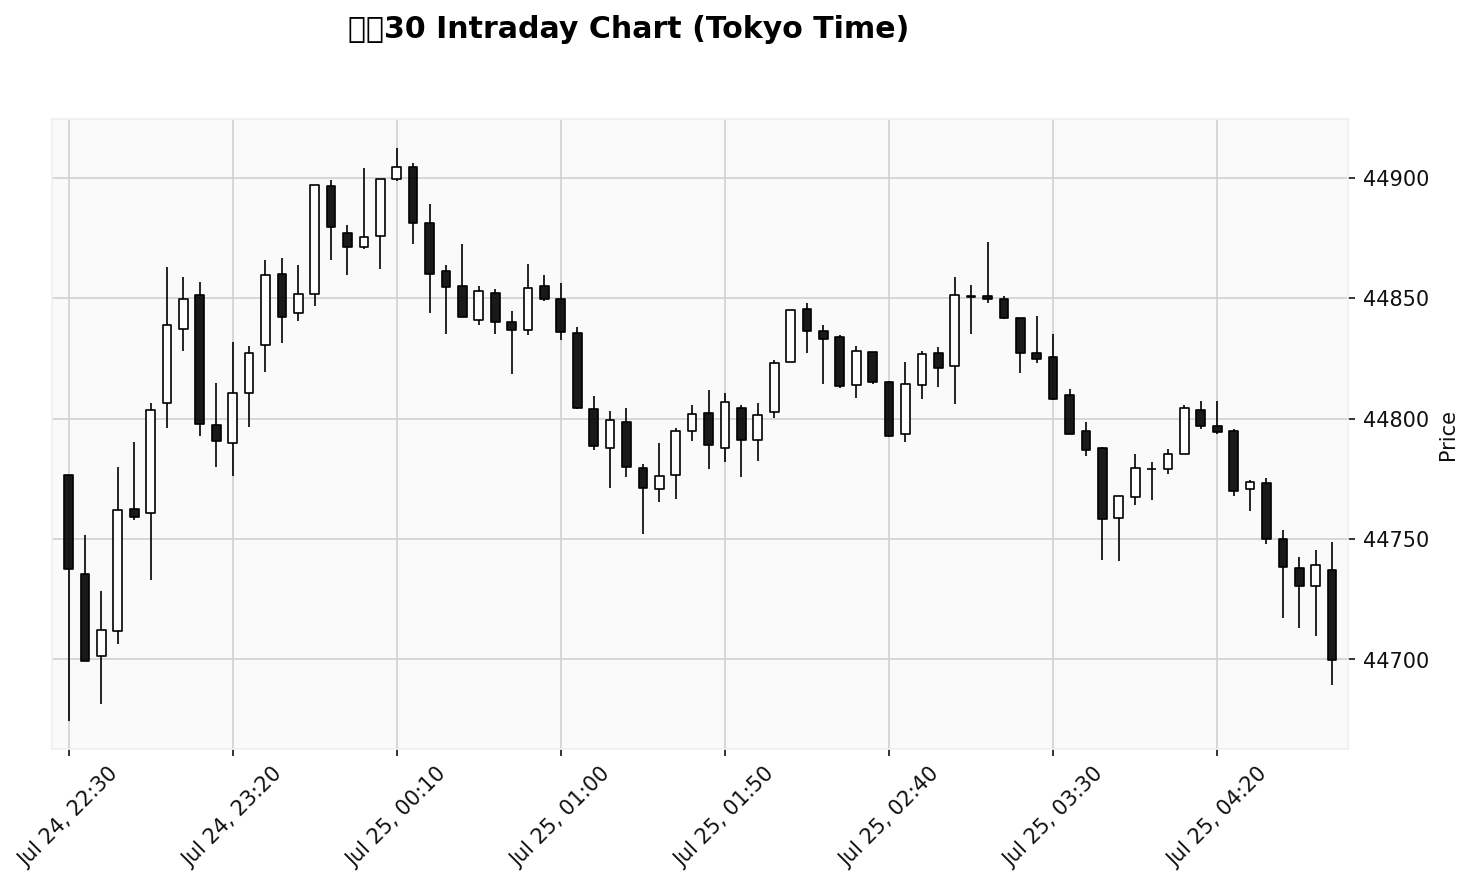 30 Intraday Chart (Tokyo Time)
44900
44850
44800
44750
44700
Price
Jul 24, 22:30
Jul 24, 23:20
Jul 25, 00:10
Jul 25, 01:00
Jul 25, 01:50
Jul 25, 02:40
Jul 25, 03:30
Jul 25, 04:20